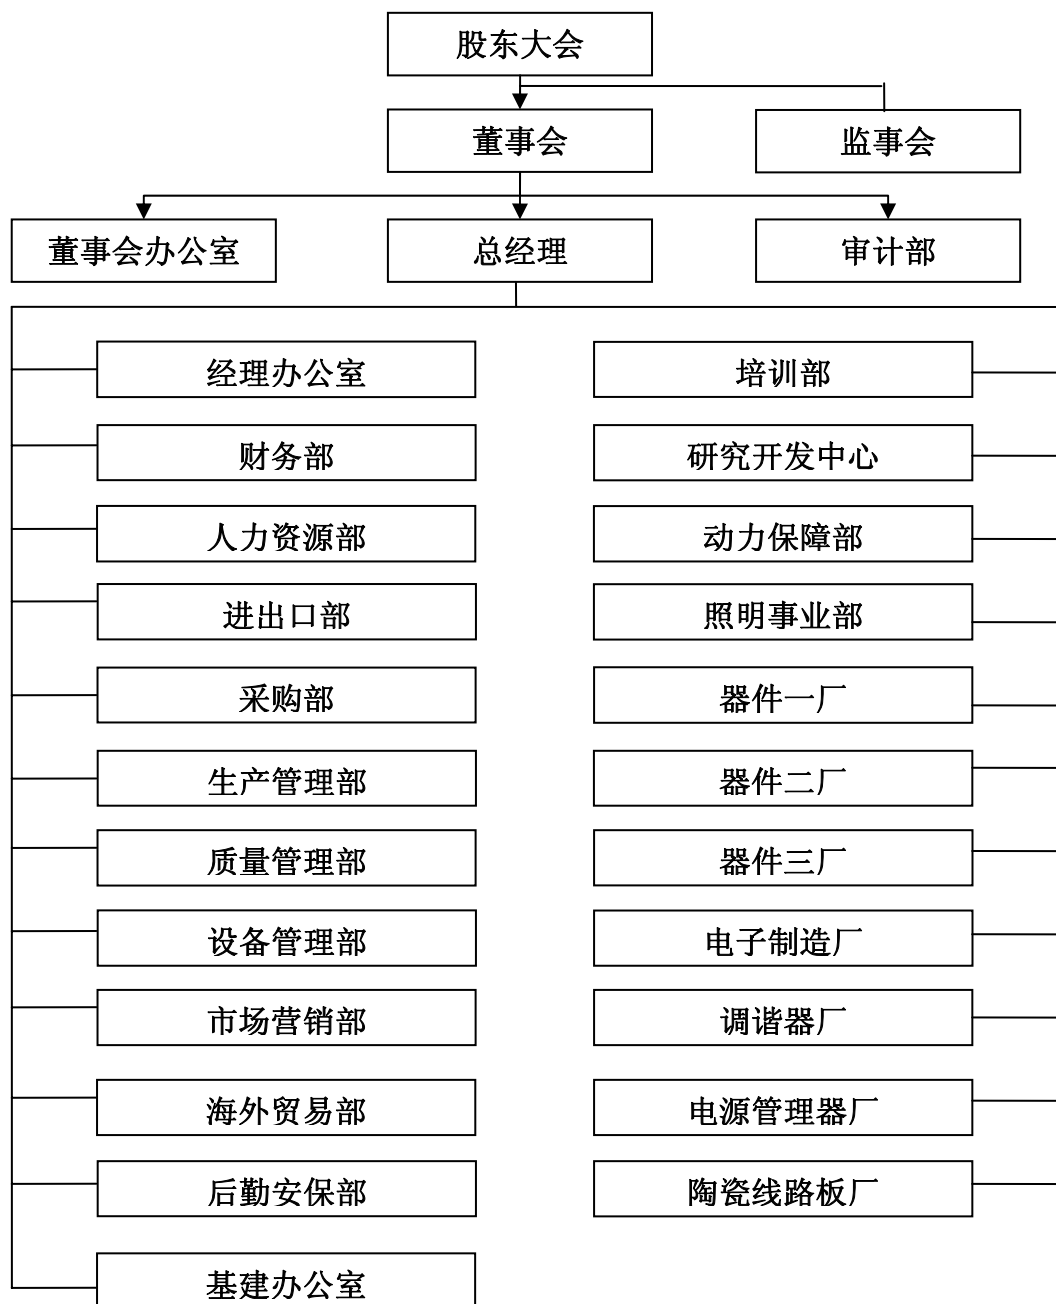 股东大会
董事会
监事会
董事会办公室
总经理
审计部
经理办公室
培训部
财务部
研究开发中心
人力资源部
动力保障部
进出口部
照明事业部
采购部
器件一厂
生产管理部
器件二厂
质量管理部
器件三厂
设备管理部
电子制造厂
市场营销部
调谐器厂
海外贸易部
电源管理器厂
后勤安保部
陶瓷线路板厂
基建办公室